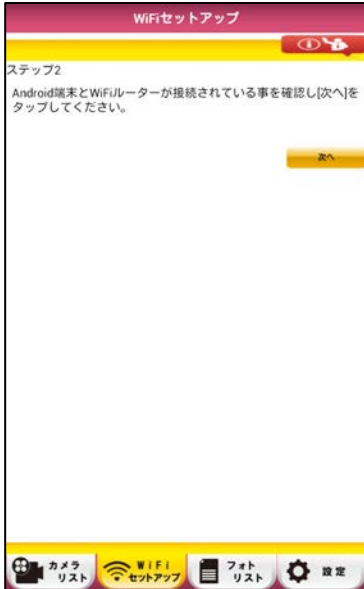 WiFiセットアップ
ステップ2
Android端末とWiFiルーターが接続されている事を確認し[次へ]を
タップしてください。
次へ
カメラ
リスト
WiFi
セットアップ
フォト
リスト
設定